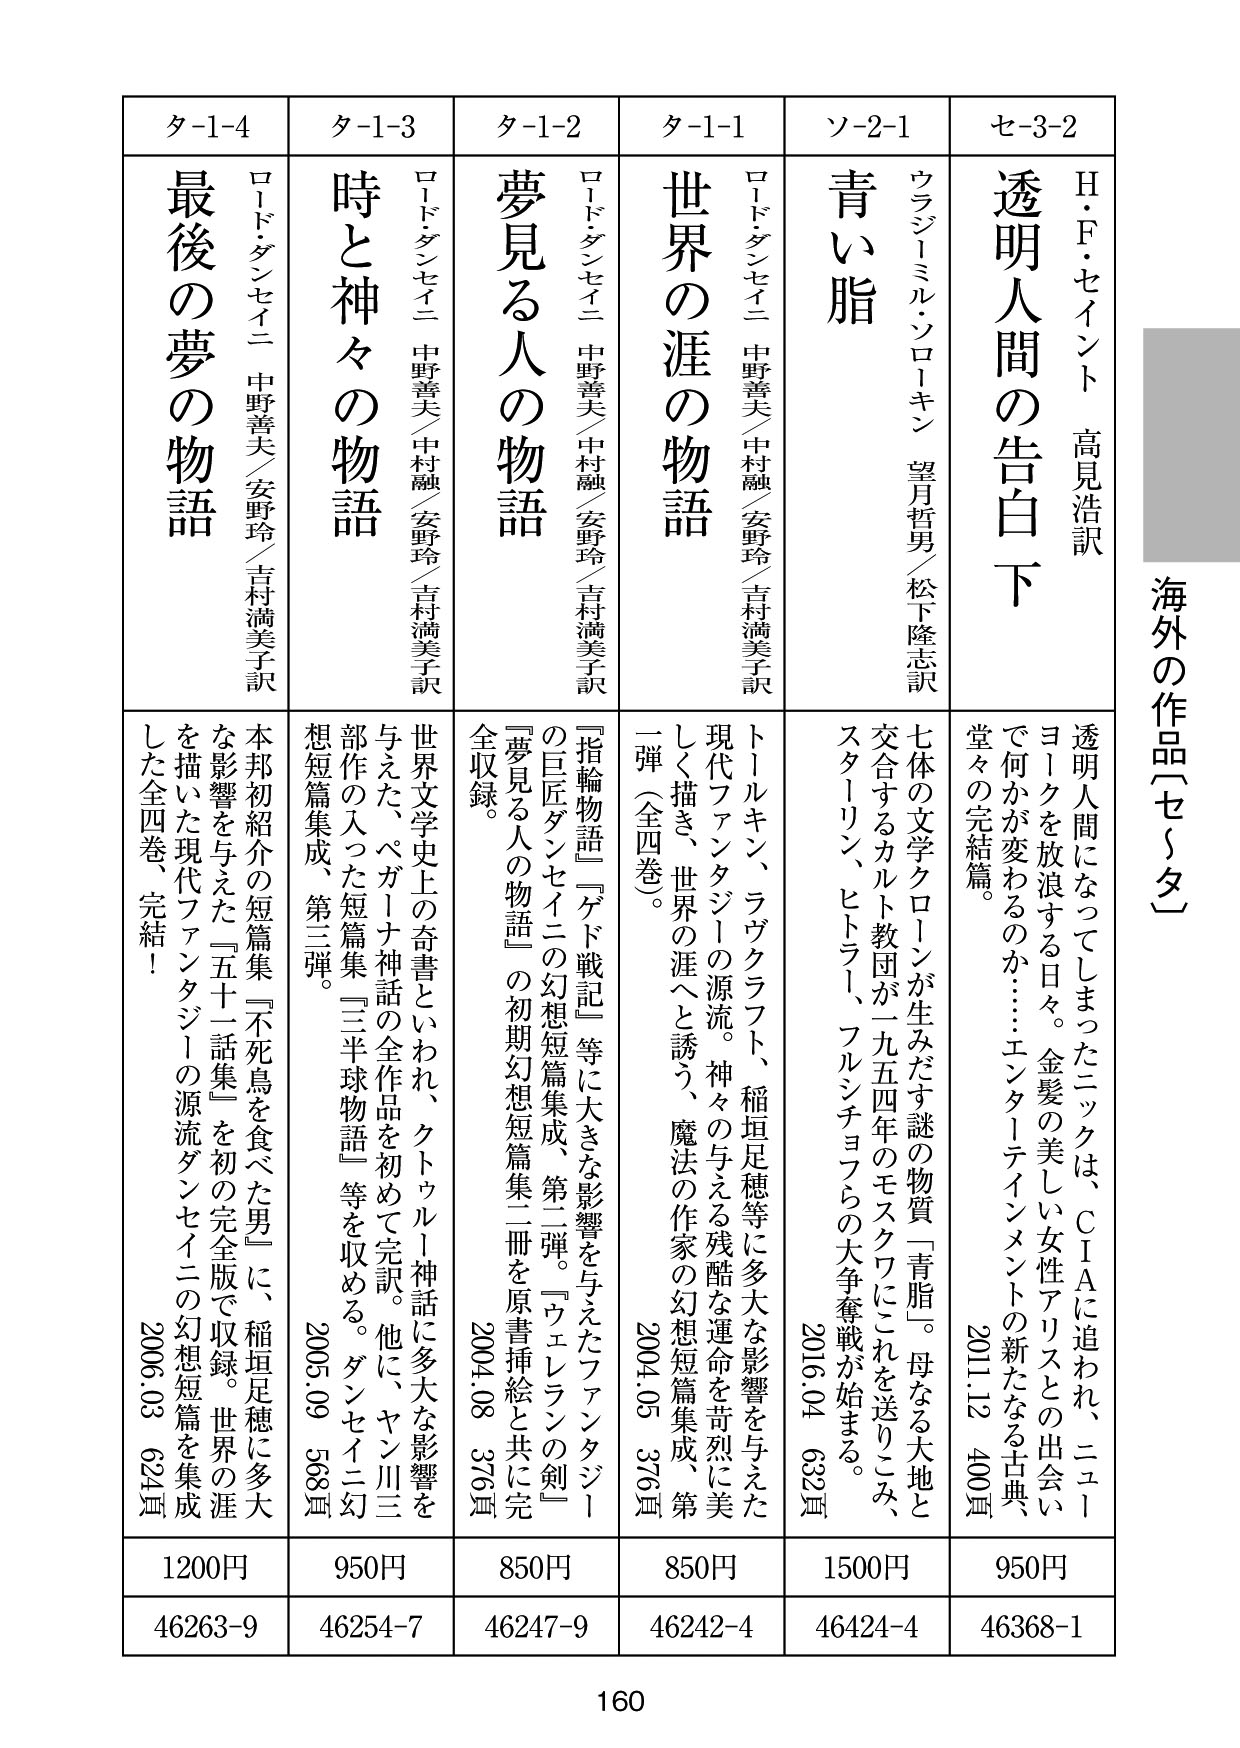 海外の作品〔セ～タ〕
セ-3-2
H・F・セイント　高見浩訳
透明人間の告白 下
透明人間になってしまったニックは、CIAに追われ、ニュー
ヨークを放浪する日々。金髪の美しい女性アリスとの出会い
で何かが変わるのか……エンターテインメントの新たなる古典、
堂々の完結篇。
2011.12　400頁
950円
46368-1
ソ-2-1
ウラジーミル・ソローキン　望月哲男／松下隆志訳
青い脂
七体の文学クローンが生みだす謎の物質「青脂」。母なる大地と
交合するカルト教団が一九五四年のモスクワにこれを送りこみ、
スターリン、ヒトラー、フルシチョフらの大争奪戦が始まる。
2016.04　632頁
1500円
46424-4
タ-1-1
ロード・ダンセイニ　中野善夫／中村融／安野玲／吉村満美子訳
世界の涯の物語
トールキン、ラヴクラフト、稲垣足穂等に多大な影響を与えた
現代ファンタジーの源流。神々の与える残酷な運命を苛烈に美
しく描き、世界の涯へと誘う、魔法の作家の幻想短篇集成、第
一弾（全四巻）。
2004.05　376頁
850円
46242-4
タ-1-2
ロード・ダンセイニ　中野善夫／中村融／安野玲／吉村満美子訳
夢見る人の物語
『指輪物語』『ゲド戦記』等に大きな影響を与えたファンタジー
の巨匠ダンセイニの幻想短篇集成、第二弾。『ウェレランの剣』
『夢見る人の物語』の初期幻想短篇集二冊を原書挿絵と共に完
全収録。
2004.08　376頁
850円
46247-9
タ-1-3
ロード・ダンセイニ　中野善夫／中村融／安野玲／吉村満美子訳
時と神々の物語
世界文学史上の奇書といわれ、クトゥルー神話に多大な影響を
与えた、ペガーナ神話の全作品を初めて完訳。他に、ヤン川三
部作の入った短篇集『三半球物語』等を収める。ダンセイニ幻
想短篇集成、第三弾。
2005.09　568頁
950円
46254-7
タ-1-4
ロード・ダンセイニ　中野善夫／安野玲／吉村満美子訳
最後の夢の物語
本邦初紹介の短篇集『不死鳥を食べた男』に、稲垣足穂に多大
な影響を与えた『五十一話集』を初の完全版で収録。世界の涯
を描いた現代ファンタジーの源流ダンセイニの幻想短篇を集成
した全四巻、完結！
2006.03　624頁
1200円
46263-9
160